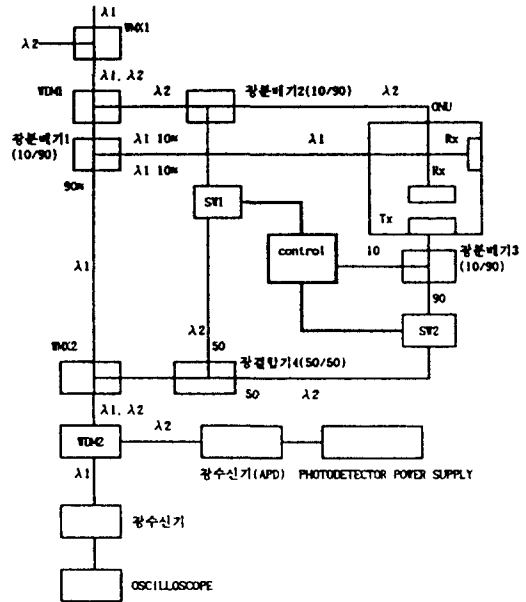 λ1
WMX1
λ2
λ1, λ2
WDM1
λ2
광분배기2(10/90)
λ2
ONU
광분배기1
(10/90)
λ1 10%
λ1
Rx
λ1 10%
90%
Rx
SW1
Tx
control
10
광분배기3
(10/90)
λ1
90
λ2
SW2
WMX2
50
광결합기4(50/50)
50
λ2
λ1, λ2
WDM2
λ2
λ1
광수신기(APD)
PHOTODETECTOR POWER SUPPLY
광수신기
OSCILLOSCOPE